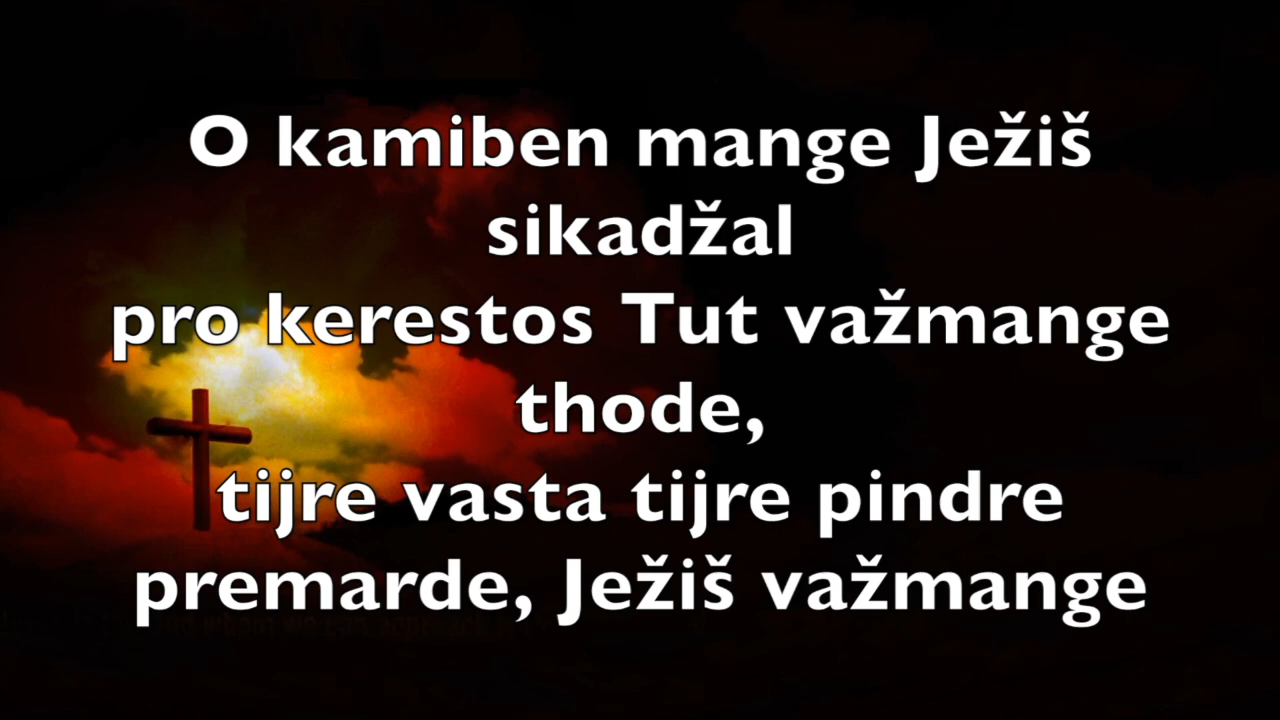 O kamiben mange Ježiš
sikadžal
pro kerestos Tut važmange
thode,
tijre vasta tijre pindre
premarde, Ježiš važmange